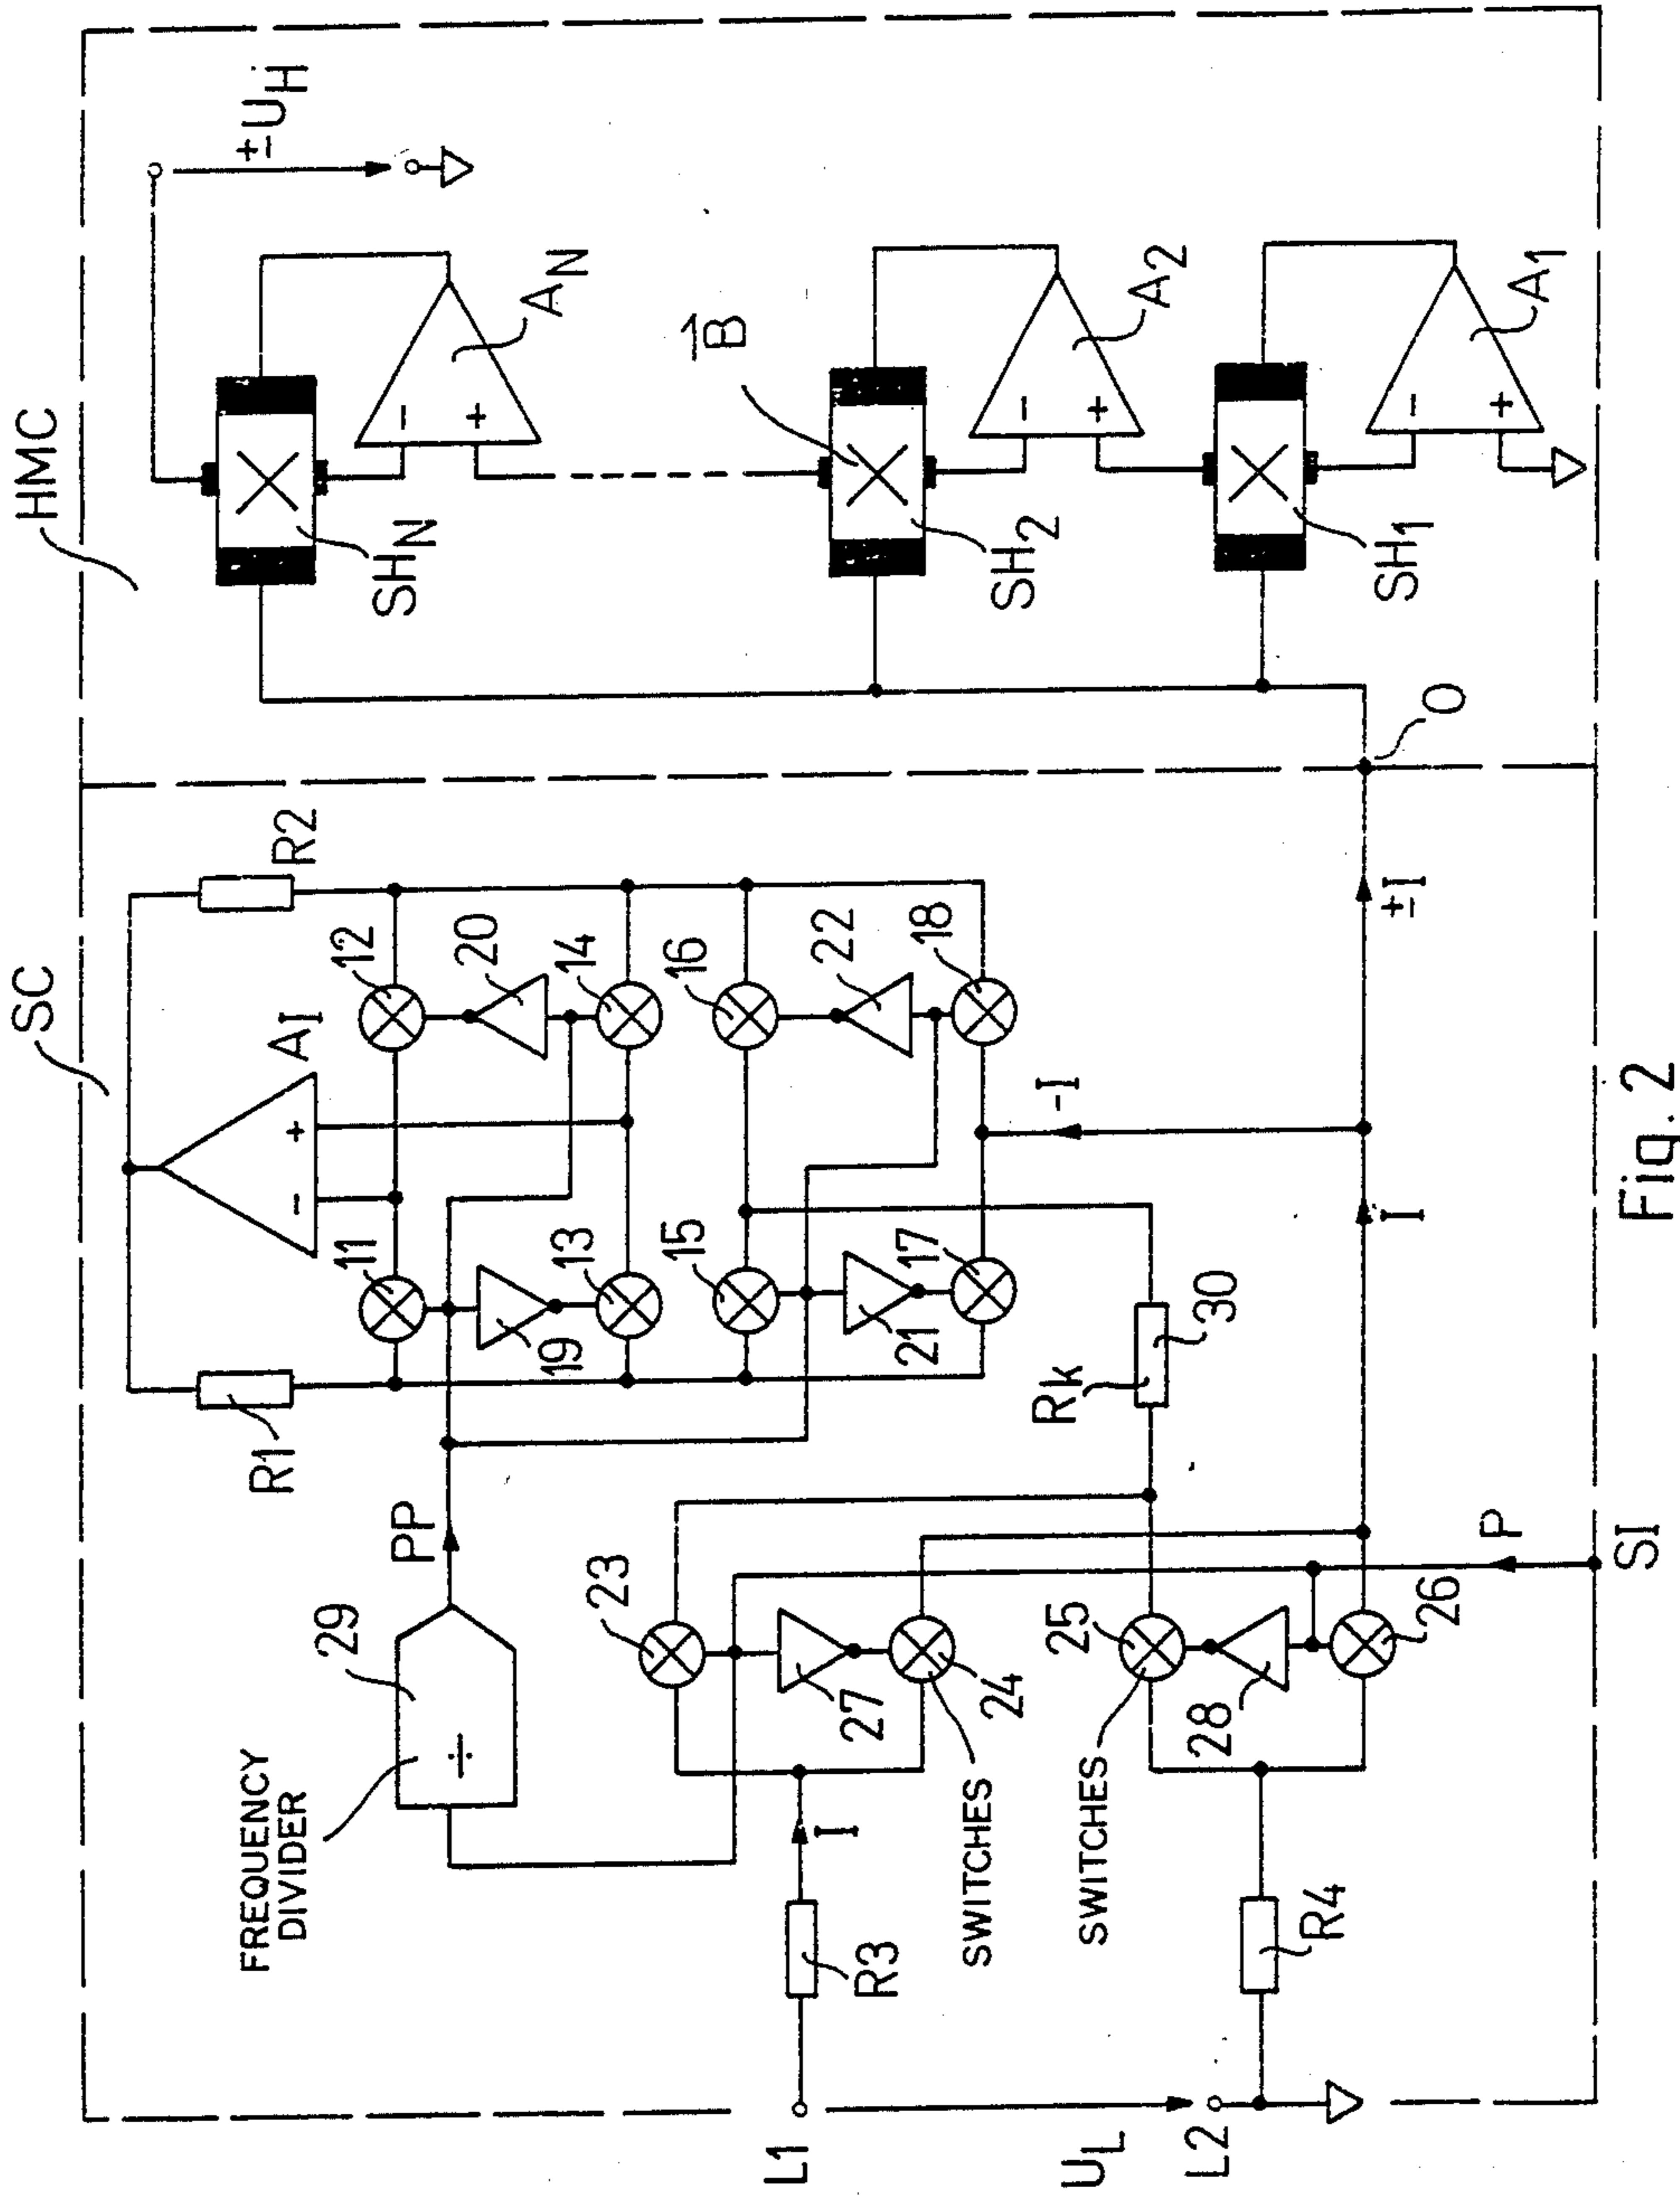 HMC
SC
±U_H
A_N
SH_N
B
A_2
SH_2
A_1
SH_1
O
R2
12
20
14
16
22
18
A_I
-
+
11
13
15
17
19
21
R1
-I
±I
I
30
R_k
PP
P
SI
29
FREQUENCY
DIVIDER
÷
23
27
24
SWITCHES
25
28
26
SWITCHES
I
R3
R4
L1
U_L
L2
-
+
-
+
-
+
Fig. 2